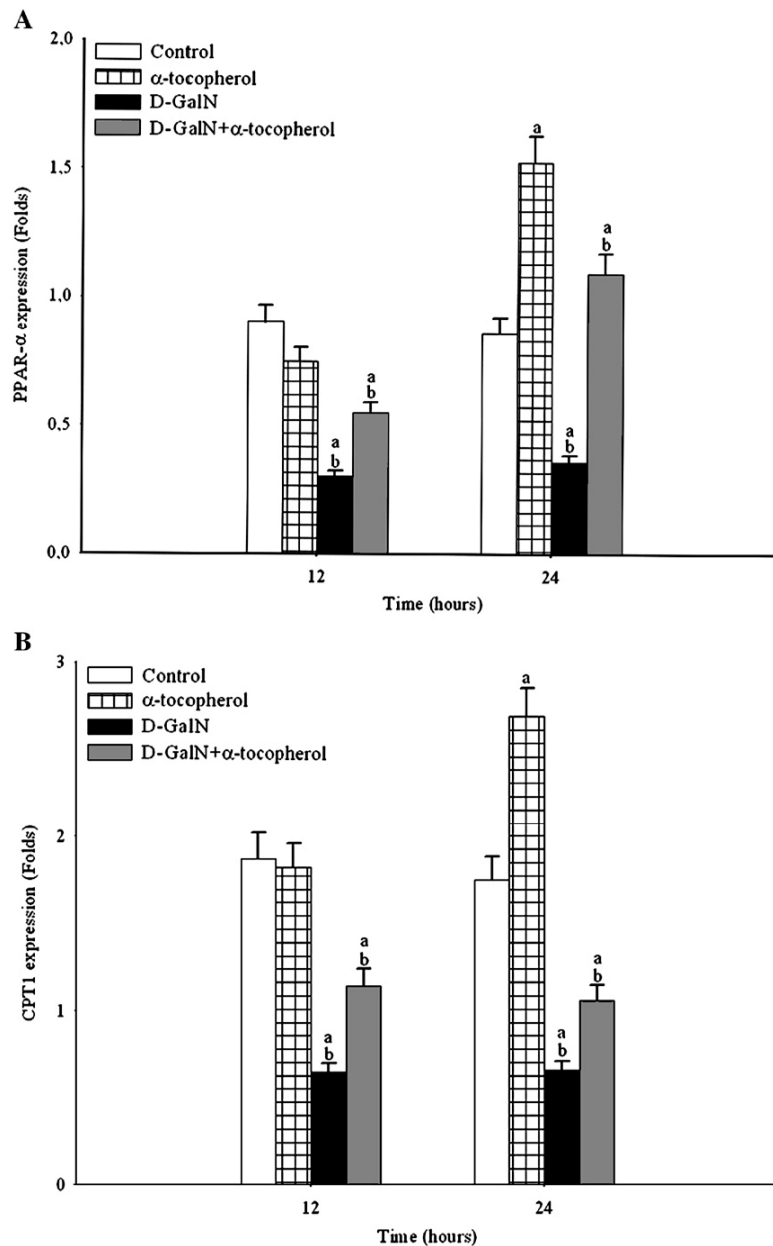 A
2.0
Control
α-tocopherol
D-GalN
D-GalN+α-tocopherol
1.5
1.0
0.5
0.0
PPAR-α expression (Folds)
a
b
a
b
a
a
b
a
b
12
24
Time (hours)
B
3
Control
α-tocopherol
D-GalN
D-GalN+α-tocopherol
2
1
0
CPT1 expression (Folds)
a
b
a
b
a
a
b
a
b
12
24
Time (hours)